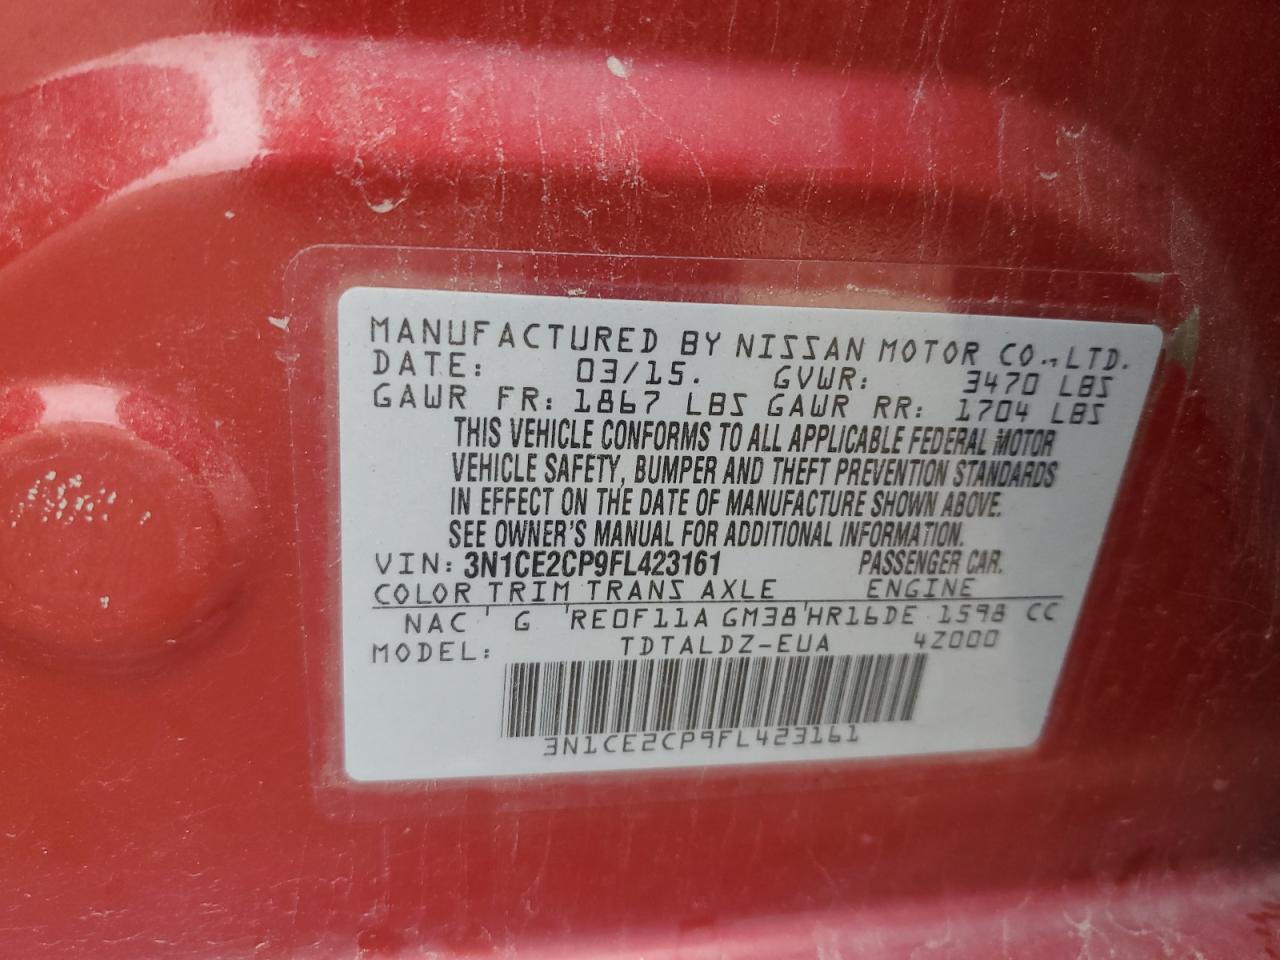 MANUFACTURED BY NISSAN MOTOR CO., LTD.
DATE: 03/15. GVWR: 3470 LBS
GAWR FR: 1867 LBS GAWR RR: 1704 LBS
THIS VEHICLE CONFORMS TO ALL APPLICABLE FEDERAL MOTOR
VEHICLE SAFETY, BUMPER AND THEFT PREVENTION STANDARDS
IN EFFECT ON THE DATE OF MANUFACTURE SHOWN ABOVE.
SEE OWNER'S MANUAL FOR ADDITIONAL INFORMATION.
VIN: 3N1CE2CP9FL423161 PASSENGER CAR.
COLOR TRIM TRANS AXLE ENGINE
NAC ' G 'RE0F11A GM38'HR16DE 1598 CC
MODEL: TDTALDZ-EUA 4Z000
3N1CE2CP9FL423161